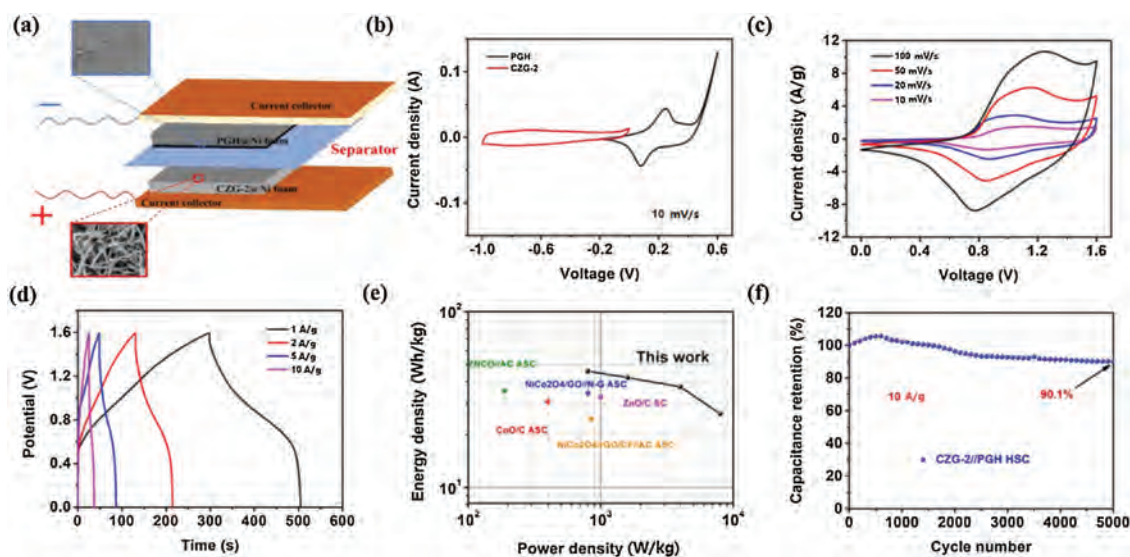 (a)
Current collector
PGH@Ni foam
Separator
CZG-2@Ni foam
Current collector
(b)
Current density (A)
0.1
0.0
-0.1
PGH
CZG-2
10 mV/s
-1.0
-0.6
-0.2
0.2
0.6
Voltage (V)
(c)
Current density (A/g)
12
8
4
0
-4
-8
-12
100 mV/s
50 mV/s
20 mV/s
10 mV/s
0.0
0.4
0.8
1.2
1.6
Voltage (V)
(d)
Potential (V)
1.6
1.2
0.8
0.4
0.0
1 A/g
2 A/g
5 A/g
10 A/g
0 100 200 300 400 500 600
Time (s)
(e)
Energy density (Wh/kg)
10²
10¹
This work
NiCo2O4/GO//N-G ASC
ZnO/C SC
CoO/C ASC
10²
10³
10⁴
Power density (W/kg)
(f)
Capacitance retention (%)
120
100
80
60
40
20
0
90.1%
10 A/g
CZG-2//PGH HSC
0 1000 2000 3000 4000 5000
Cycle number